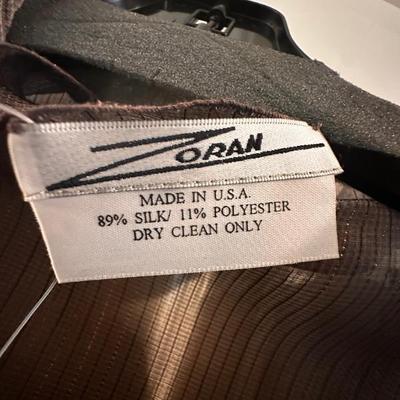 ZORAN
MADE IN U.S.A.
89% SILK/ 11% POLYESTER
DRY CLEAN ONLY